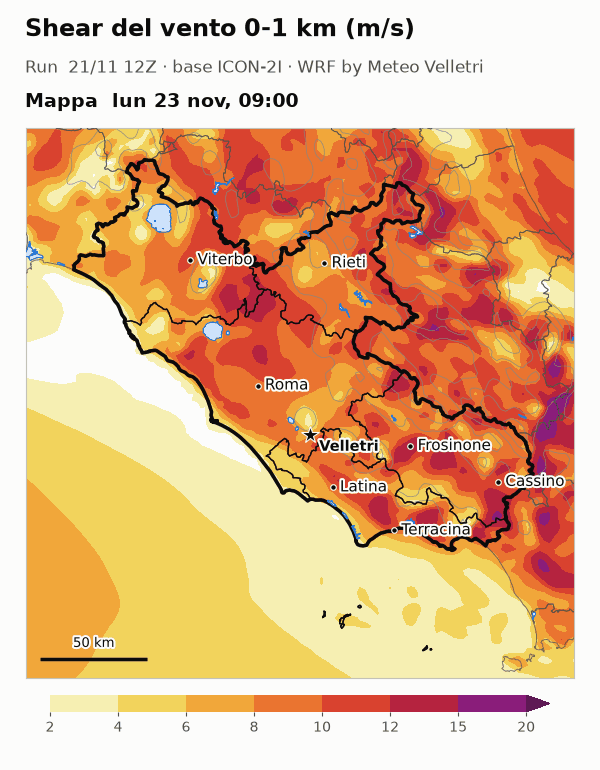 Shear del vento 0-1 km (m/s)
Run  21/11 12Z · base ICON-2I · WRF by Meteo Velletri
Mappa  lun 23 nov, 09:00
Viterbo
Rieti
Roma
Velletri
Frosinone
Cassino
Latina
Terracina
50 km
2 4 6 8 10 12 15 20